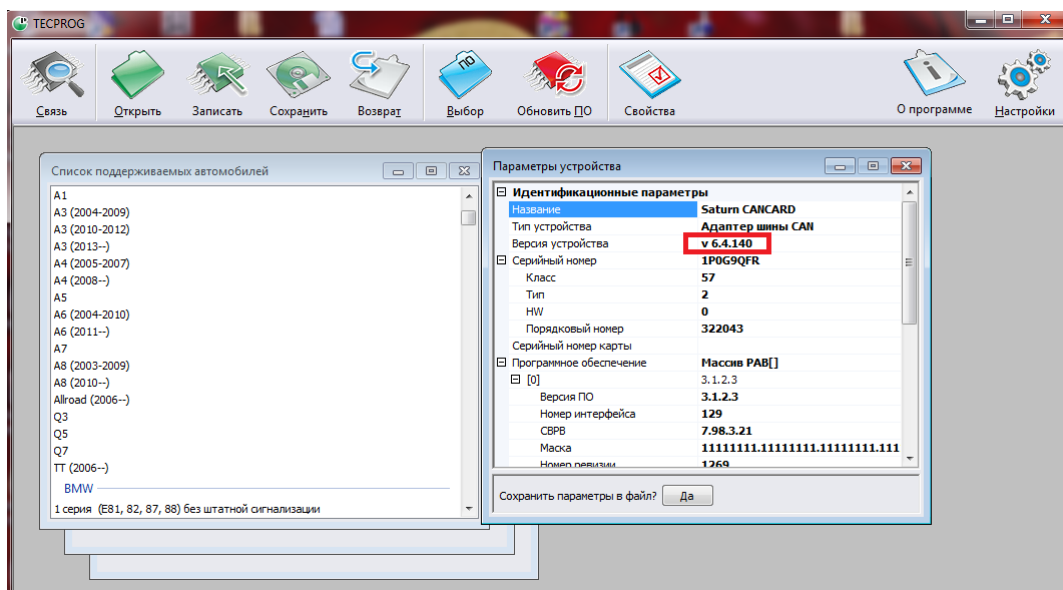 TECPROG
Связь Открыть Записать Сохранить Возврат Выбор Обновить ПО Свойства О программе Настройки
ПО
Список поддерживаемых автомобилей
A1
A3 (2004-2009)
A3 (2010-2012)
A3 (2013--)
A4 (2005-2007)
A4 (2008--)
A5
A6 (2004-2010)
A6 (2011--)
A7
A8 (2003-2009)
A8 (2010--)
Allroad (2006--)
Q3
Q5
Q7
TT (2006--)
BMW
1 серия (E81, 82, 87, 88) без штатной сигнализации
Параметры устройства
Идентификационные параметры
Название Saturn CANCARD
Тип устройства Адаптер шины CAN
Версия устройства v 6.4.140
Серийный номер 1P0G9QFR
Класс 57
Тип 2
HW 0
Порядковый номер 322043
Серийный номер карты
Программное обеспечение Массив PAB[]
[0] 3.1.2.3
Версия ПО 3.1.2.3
Номер интерфейса 129
CBPB 7.98.3.21
Маска 11111111.11111111.11111111.111
Номер ревизии 1269
Сохранить параметры в файл? Да